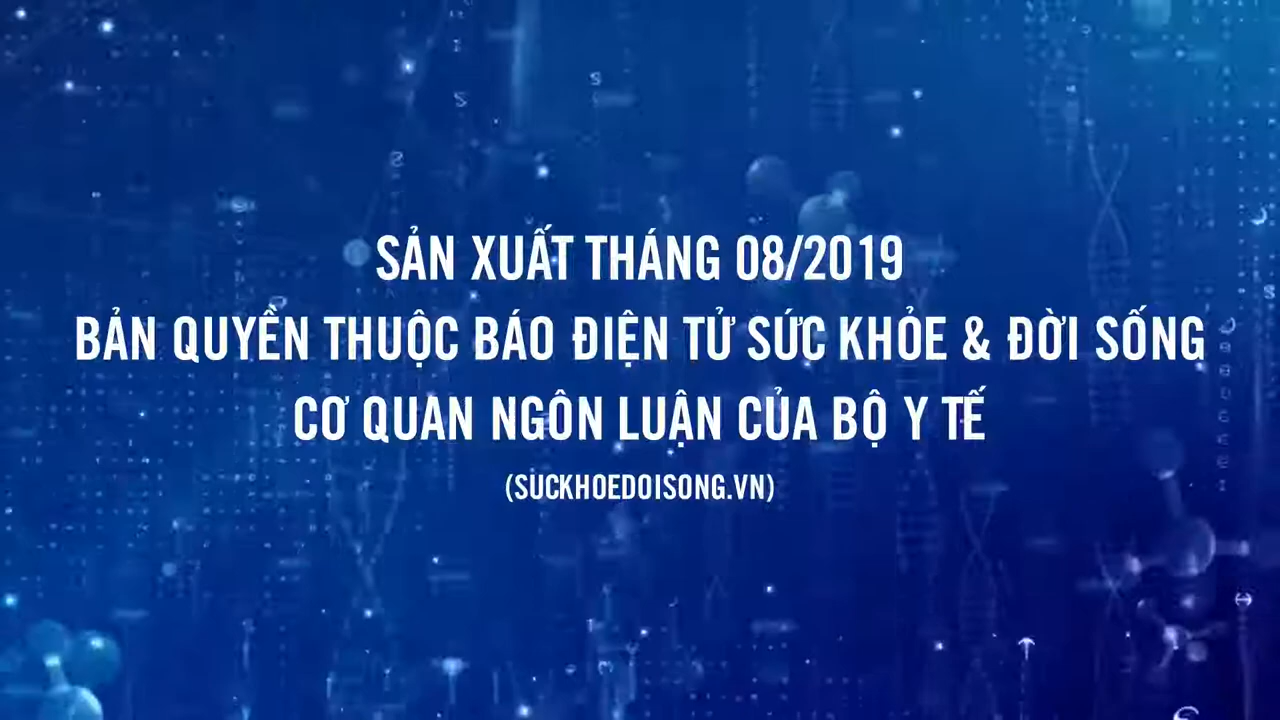 SẢN XUẤT THÁNG 08/2019
BẢN QUYỀN THUỘC BÁO ĐIỆN TỬ SỨC KHỎE & ĐỜI SỐNG
CƠ QUAN NGÔN LUẬN CỦA BỘ Y TẾ
(SUCKHOEDOISONG.VN)